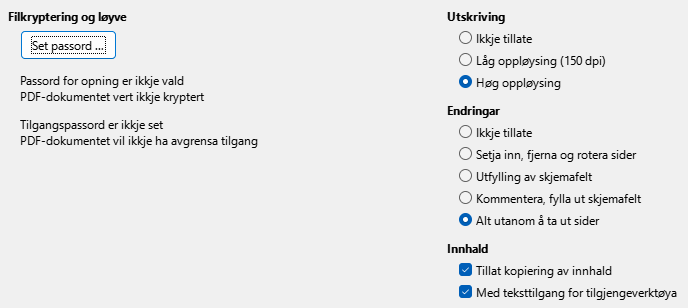 Filkryptering og løyve
Set passord ...
Passord for opning er ikkje vald
PDF-dokumentet vert ikkje kryptert
Tilgangspassord er ikkje set
PDF-dokumentet vil ikkje ha avgrensa tilgang
Utskriving
Ikkje tillate
Låg oppløysing (150 dpi)
Høg oppløysing
Endringar
Ikkje tillate
Setja inn, fjerna og rotera sider
Utfylling av skjemafelt
Kommentera, fylla ut skjemafelt
Alt utanom å ta ut sider
Innhald
Tillat kopiering av innhald
Med teksttilgang for tilgjengeverktøya